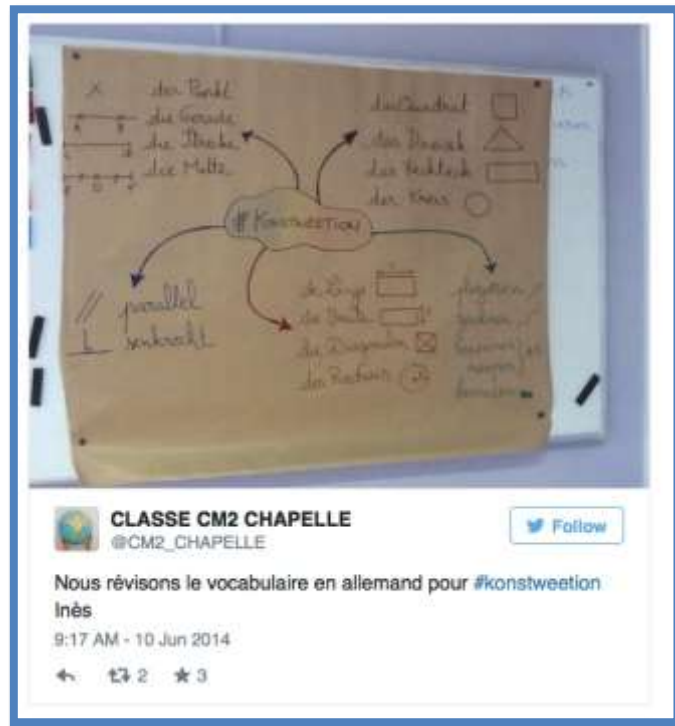 der Punkt
die Gerade
die Strecke
die Mitte
das Quadrat
das Dreieck
das Rechteck
der Kreis
#KONSTWEETION
parallel
senkrecht
die Länge
die Breite
die Diagonalen
der Radius
CLASSE CM2 CHAPELLE
@CM2_CHAPELLE
Follow
Nous révisons le vocabulaire en allemand pour #konstweetion
Inès
9:17 AM - 10 Jun 2014
2
3